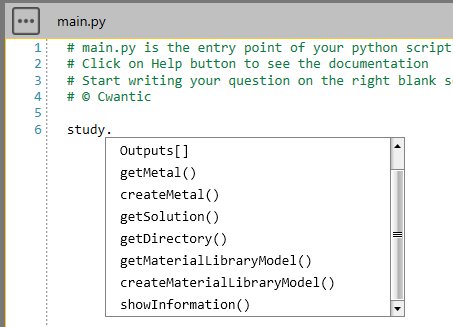 main.py
1 # main.py is the entry point of your python script
2 # Click on Help button to see the documentation
3 # Start writing your question on the right blank s
4 # © Cwantic
5
6 study.
Outputs[]
getMetal()
createMetal()
getSolution()
getDirectory()
getMaterialLibraryModel()
createMaterialLibraryModel()
showInformation()